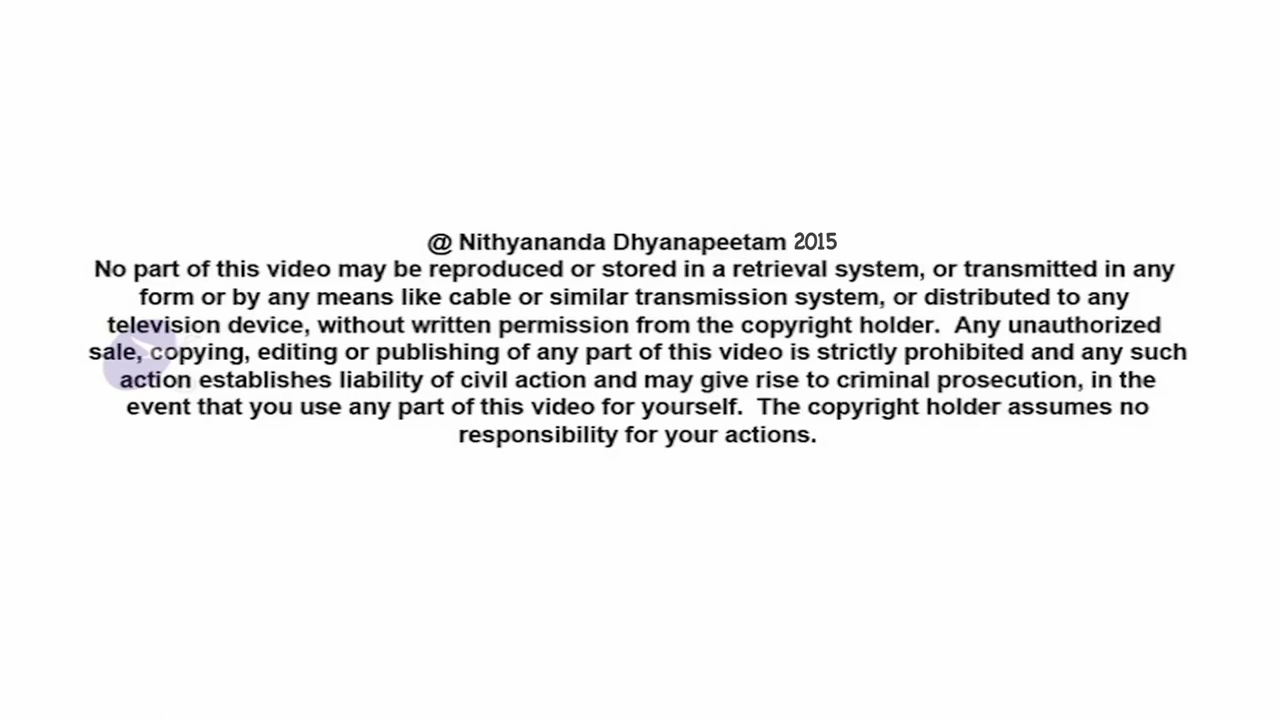 @ Nithyananda Dhyanapeetam 2015
No part of this video may be reproduced or stored in a retrieval system, or transmitted in any
form or by any means like cable or similar transmission system, or distributed to any
television device, without written permission from the copyright holder.  Any unauthorized
sale, copying, editing or publishing of any part of this video is strictly prohibited and any such
action establishes liability of civil action and may give rise to criminal prosecution, in the
event that you use any part of this video for yourself.  The copyright holder assumes no
responsibility for your actions.